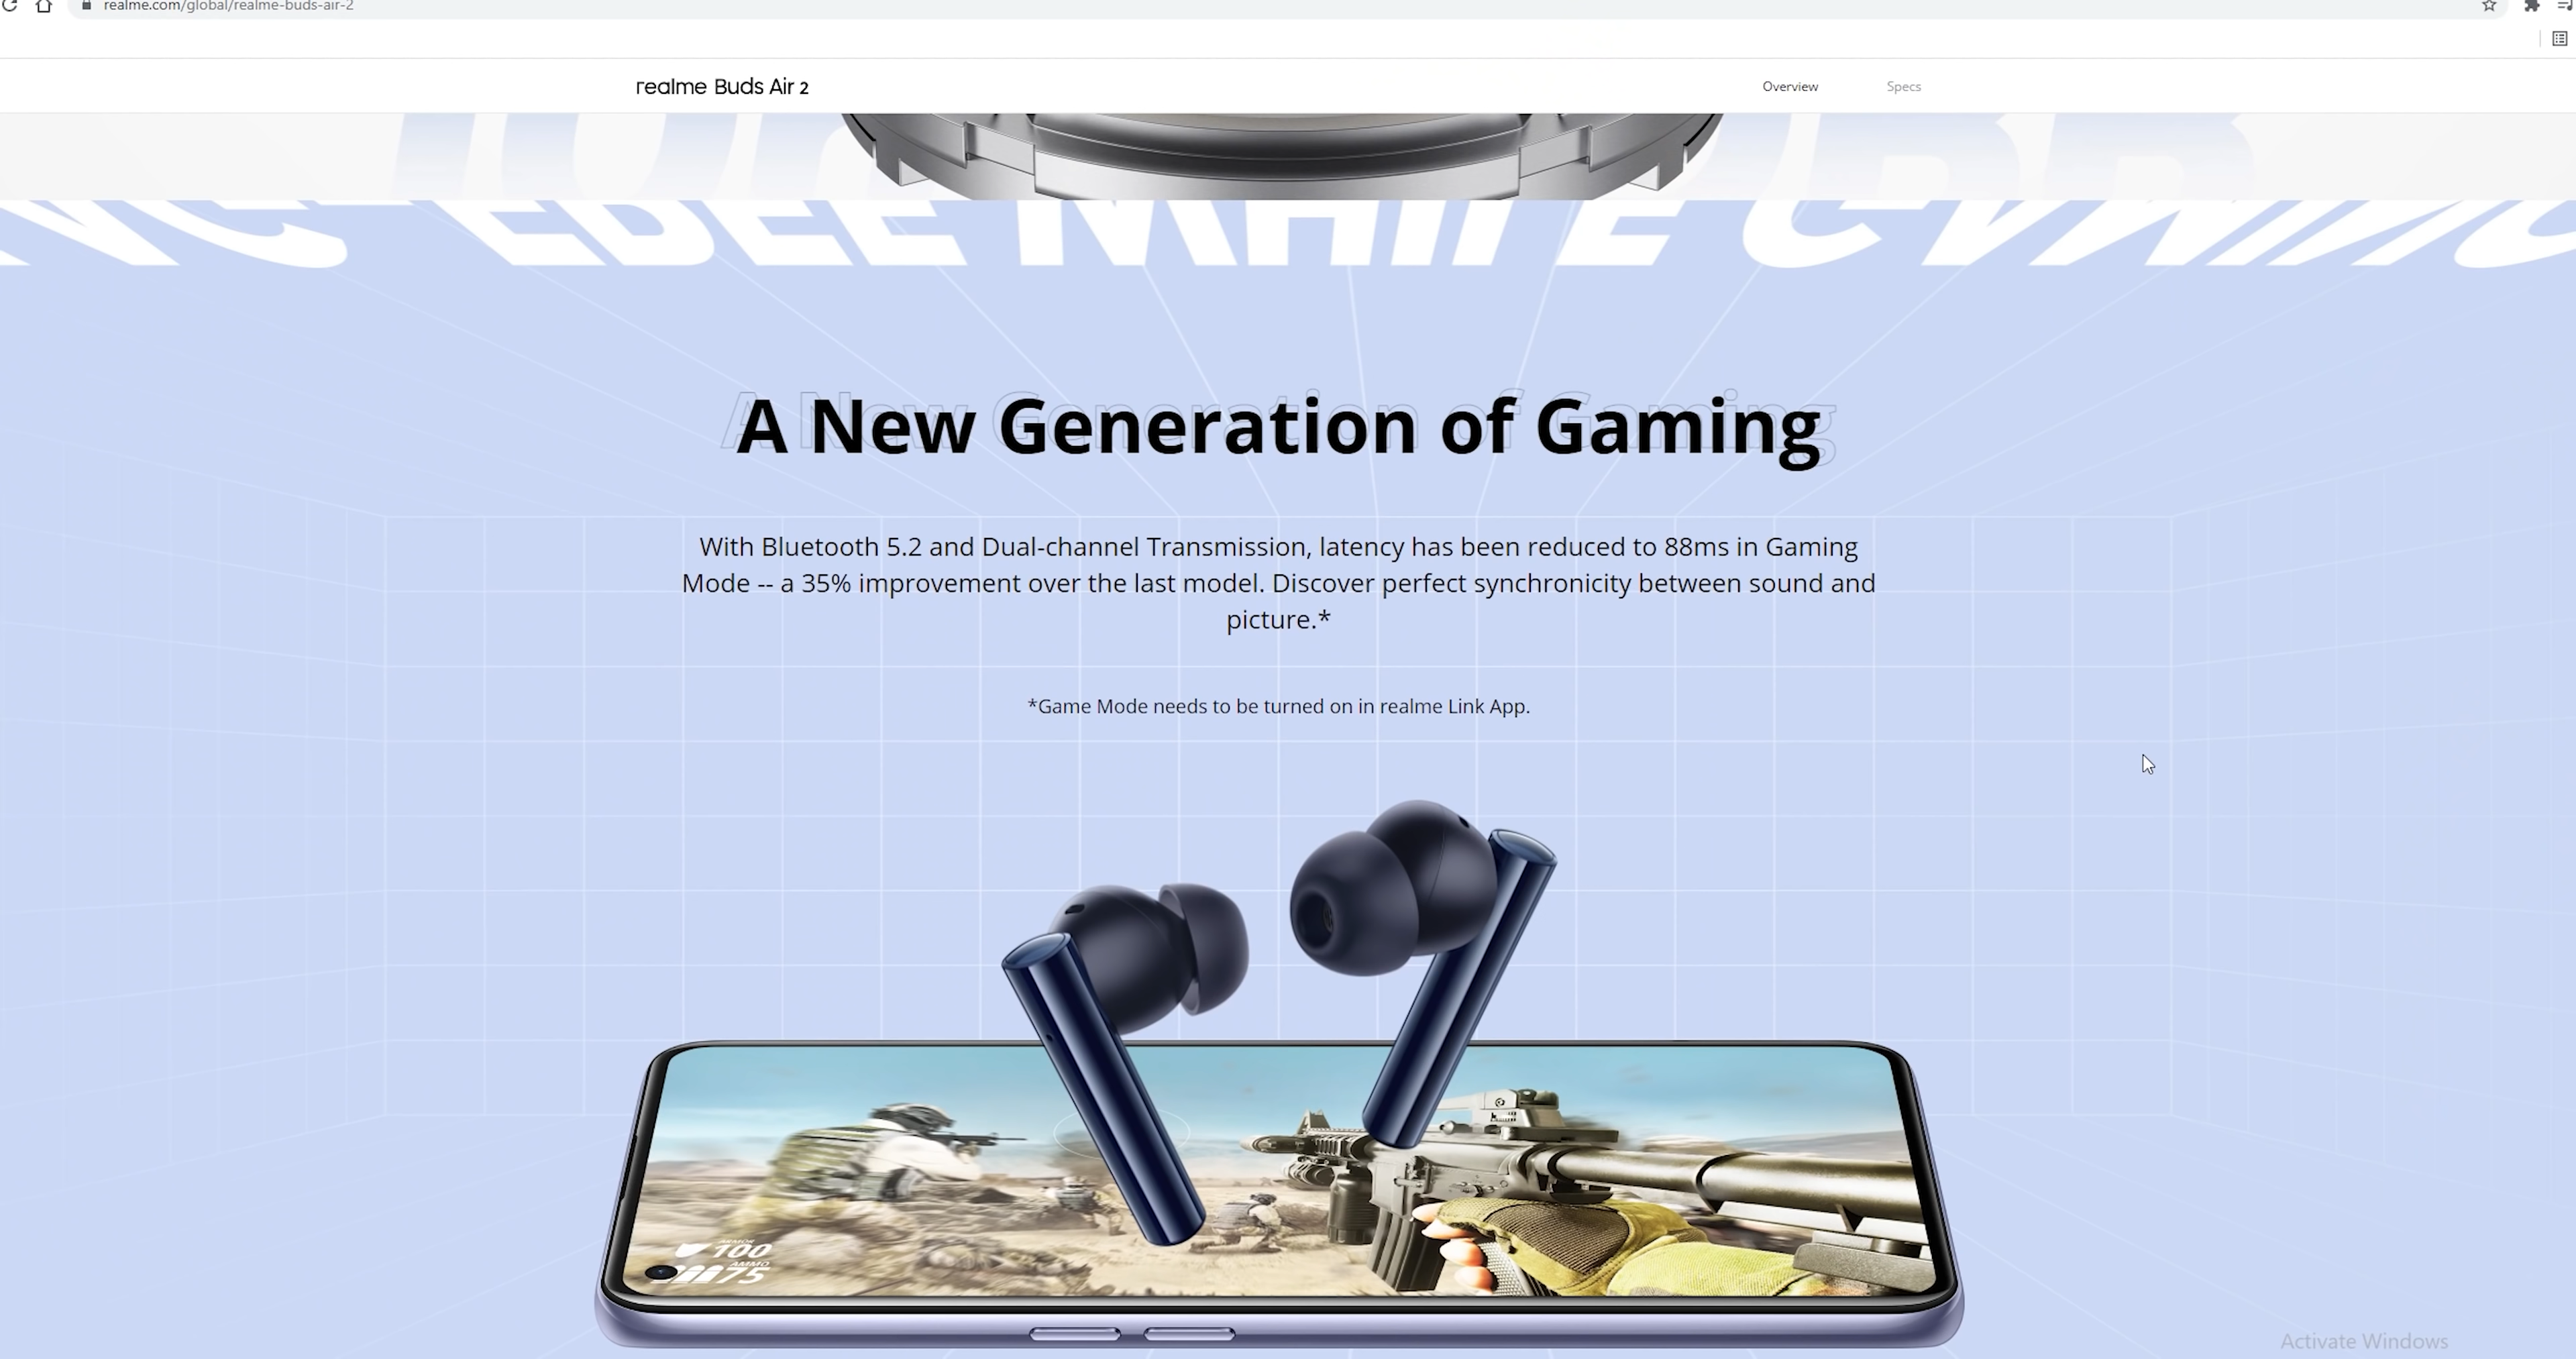 realme.com/global/realme-buds-air-2
realme Buds Air 2
Overview
Specs
A New Generation of Gaming
With Bluetooth 5.2 and Dual-channel Transmission, latency has been reduced to 88ms in Gaming
Mode -- a 35% improvement over the last model. Discover perfect synchronicity between sound and
picture.*
*Game Mode needs to be turned on in realme Link App.
ARMOR
100
AMMO
75
Activate Windows